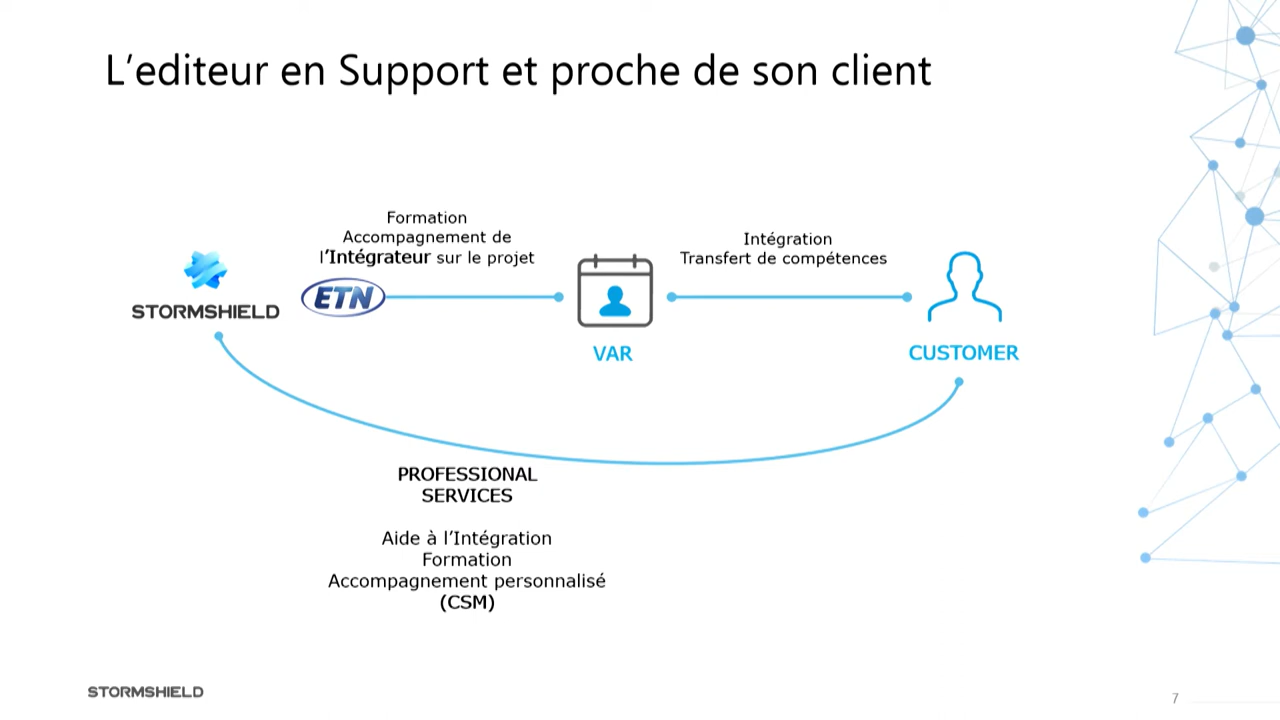 L’editeur en Support et proche de son client
Formation
Accompagnement de
l’Intégrateur sur le projet
Intégration
Transfert de compétences
STORMSHIELD
ETN
VAR
CUSTOMER
PROFESSIONAL
SERVICES
Aide à l’Intégration
Formation
Accompagnement personnalisé
(CSM)
STORMSHIELD
7